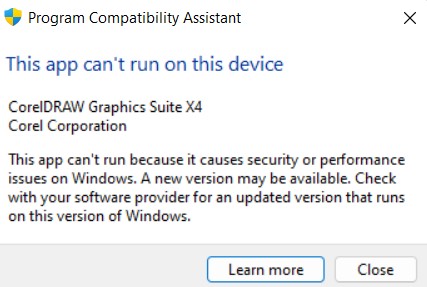 Program Compatibility Assistant
This app can't run on this device
CorelDRAW Graphics Suite X4
Corel Corporation
This app can't run because it causes security or performance
issues on Windows. A new version may be available. Check
with your software provider for an updated version that runs
on this version of Windows.
Learn more
Close